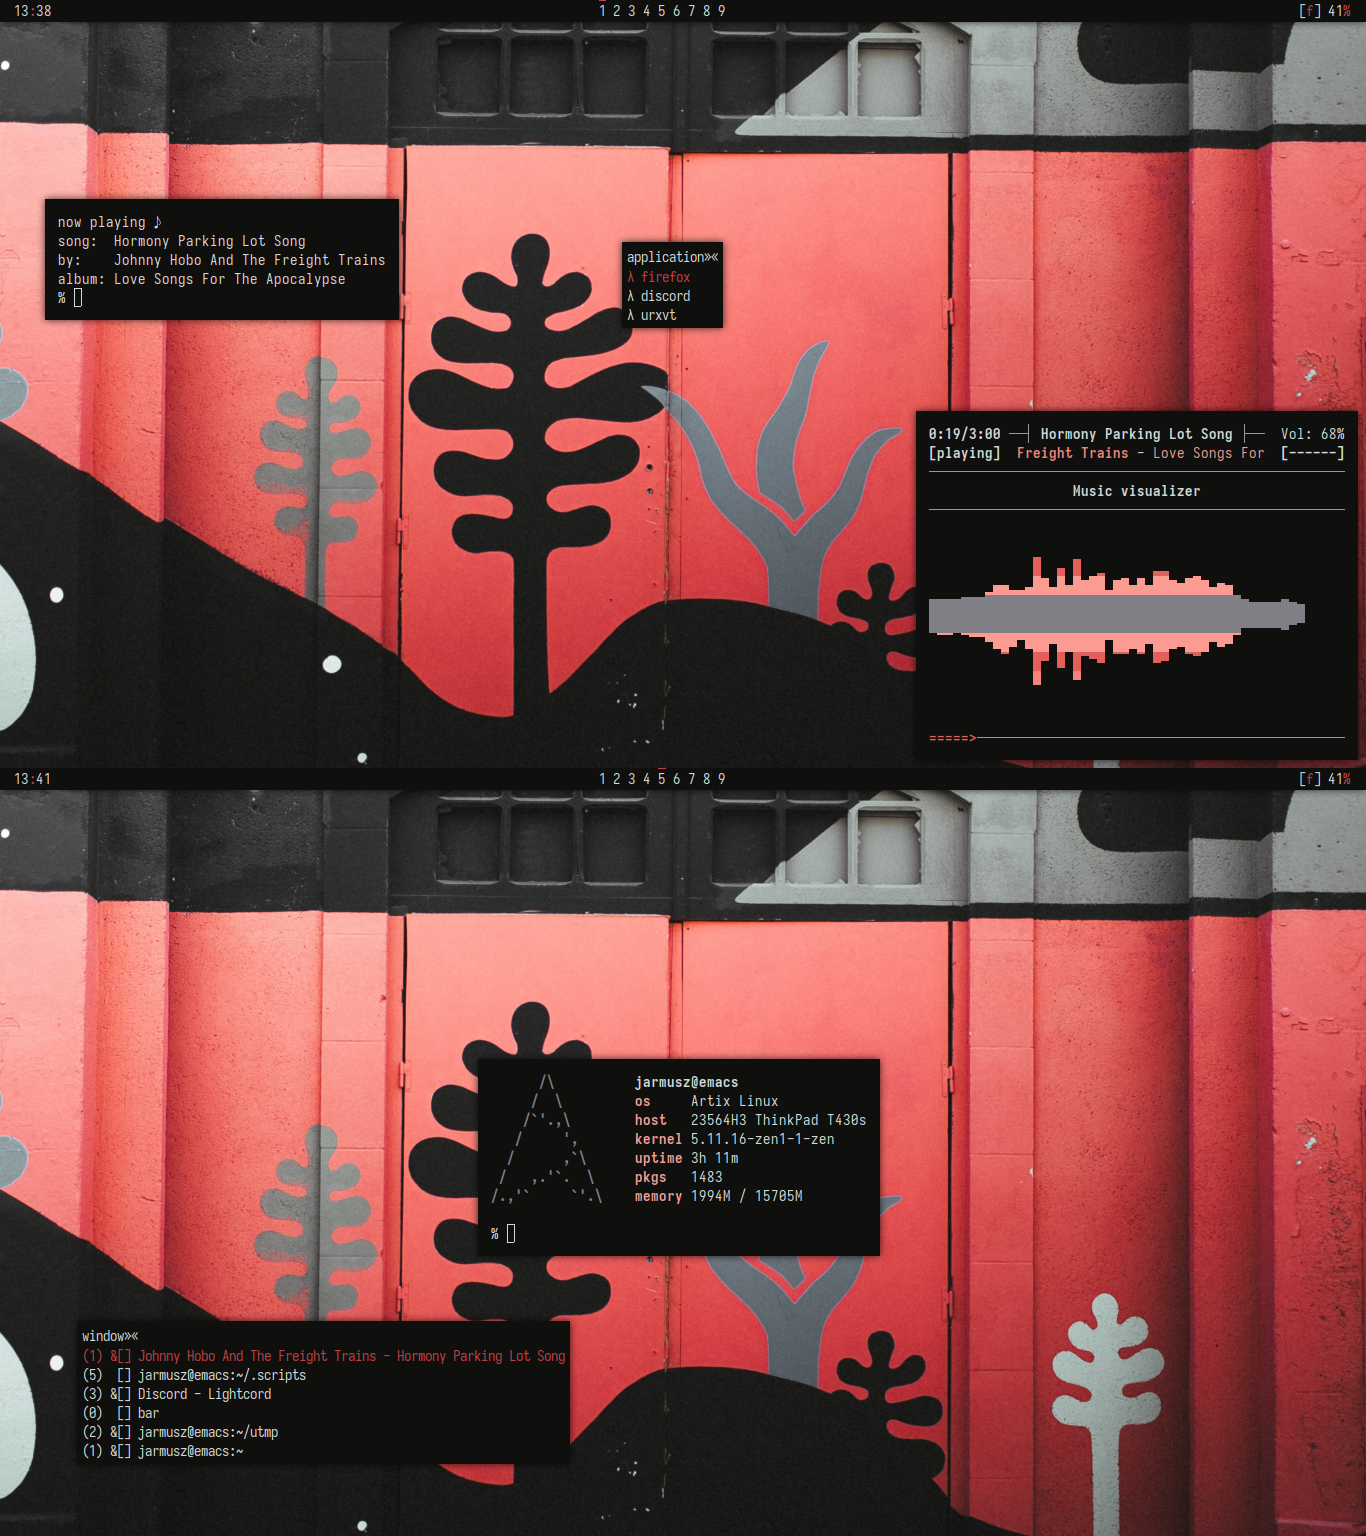 13:38
1 2 3 4 5 6 7 8 9
[f] 41%
now playing ♪
song: Hormony Parking Lot Song
by: Johnny Hobo And The Freight Trains
album: Love Songs For The Apocalypse
%
application»«
λ firefox
λ discord
λ urxvt
0:19/3:00 ──┤ Hormony Parking Lot Song ├── Vol: 68%
[playing] Freight Trains - Love Songs For [------]
Music visualizer
=====>
13:41
1 2 3 4 5 6 7 8 9
[f] 41%
/\
/ \
/`'.,\
/ ',
/ ,`\
/ ,.'`. \
/.,'` `'.\
jarmusz@emacs
os Artix Linux
host 23564H3 ThinkPad T430s
kernel 5.11.16-zen1-1-zen
uptime 3h 11m
pkgs 1483
memory 1994M / 15705M
%
window»«
(1) &[] Johnny Hobo And The Freight Trains - Hormony Parking Lot Song
(5) [] jarmusz@emacs:~/.scripts
(3) &[] Discord - Lightcord
(0) [] bar
(2) &[] jarmusz@emacs:~/utmp
(1) &[] jarmusz@emacs:~